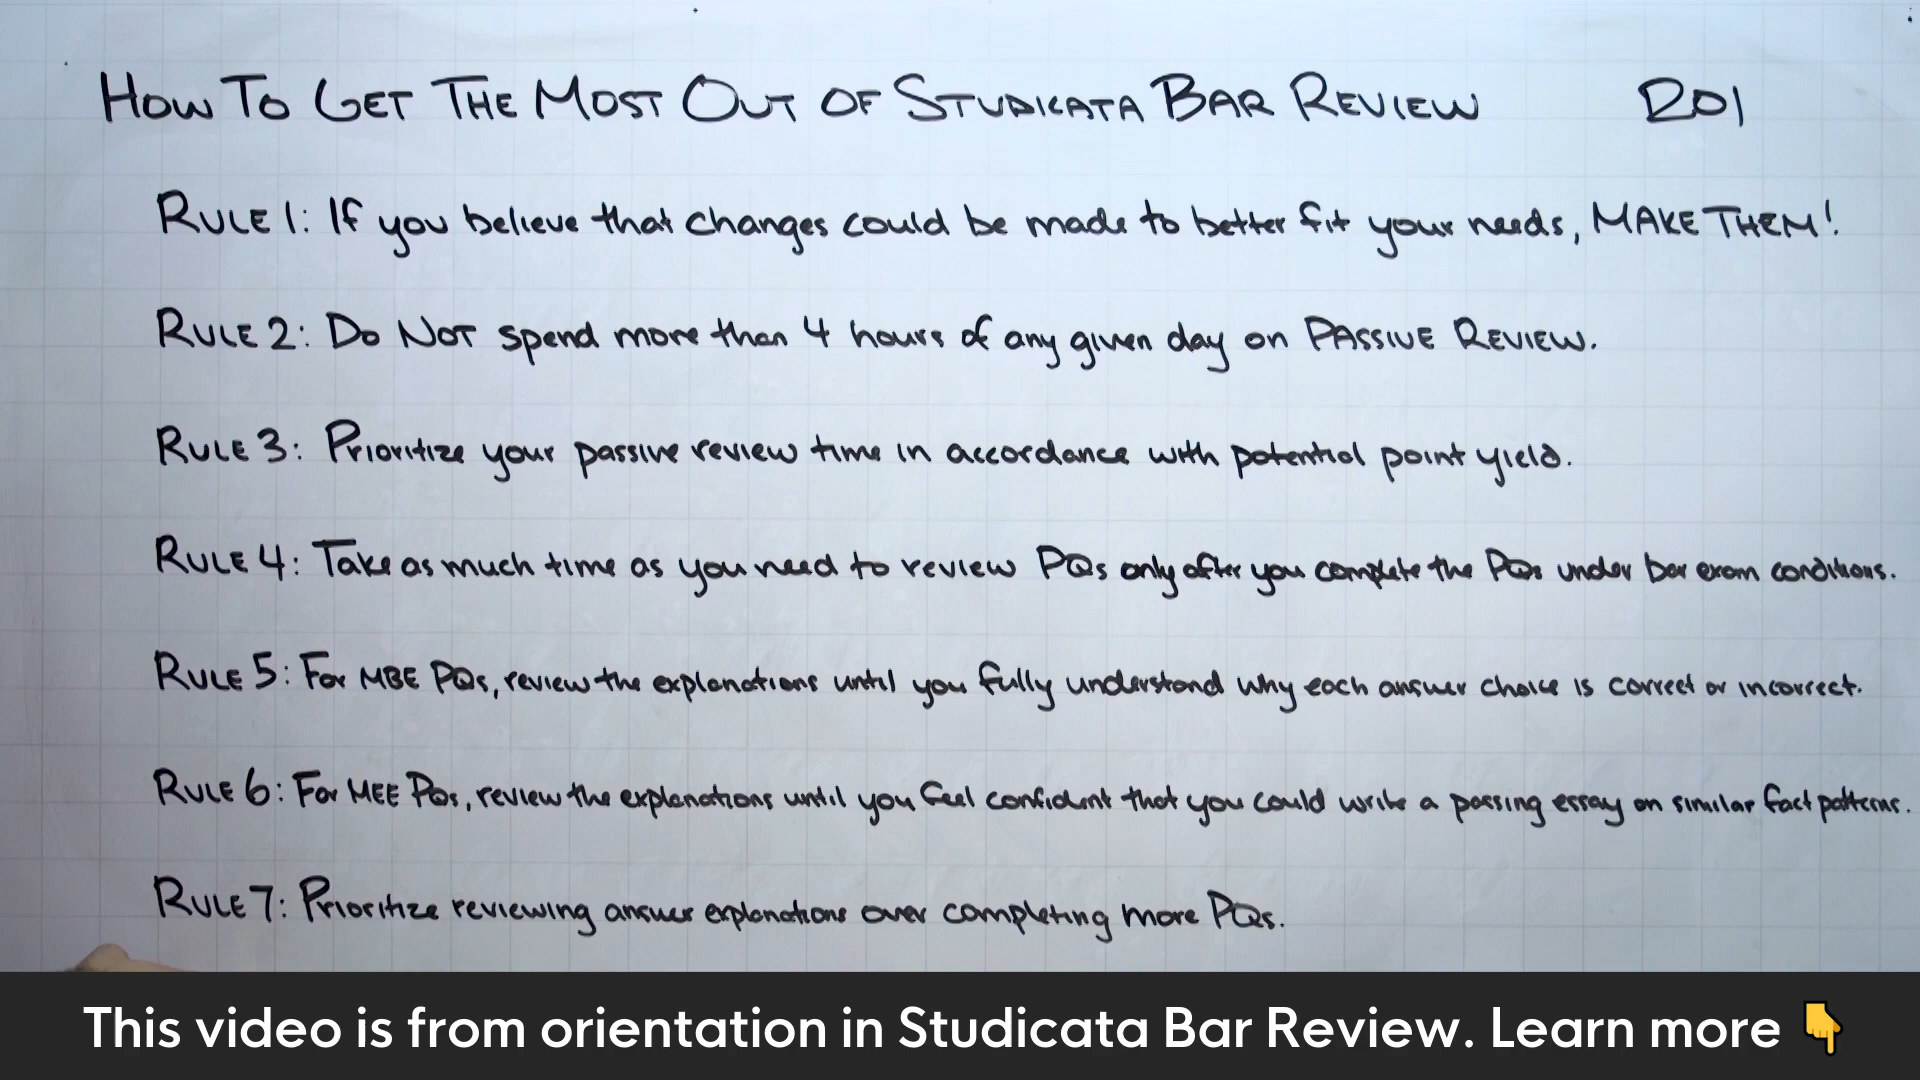 HOW TO GET THE MOST OUT OF STUDICATA BAR REVIEW 201
RULE 1: If you believe that changes could be made to better fit your needs, MAKE THEM!
RULE 2: Do NOT spend more than 4 hours of any given day on PASSIVE REVIEW.
RULE 3: Prioritize your passive review time in accordance with potential point yield.
RULE 4: Take as much time as you need to review PQs only after you complete the PQs under bar exam conditions.
RULE 5: For MBE PQs, review the explanations until you fully understand why each answer choice is correct or incorrect.
RULE 6: For MEE PQs, review the explanations until you feel confident that you could write a passing essay on similar fact patterns.
RULE 7: Prioritize reviewing answer explanations over completing more PQs.
This video is from orientation in Studicata Bar Review. Learn more 👇